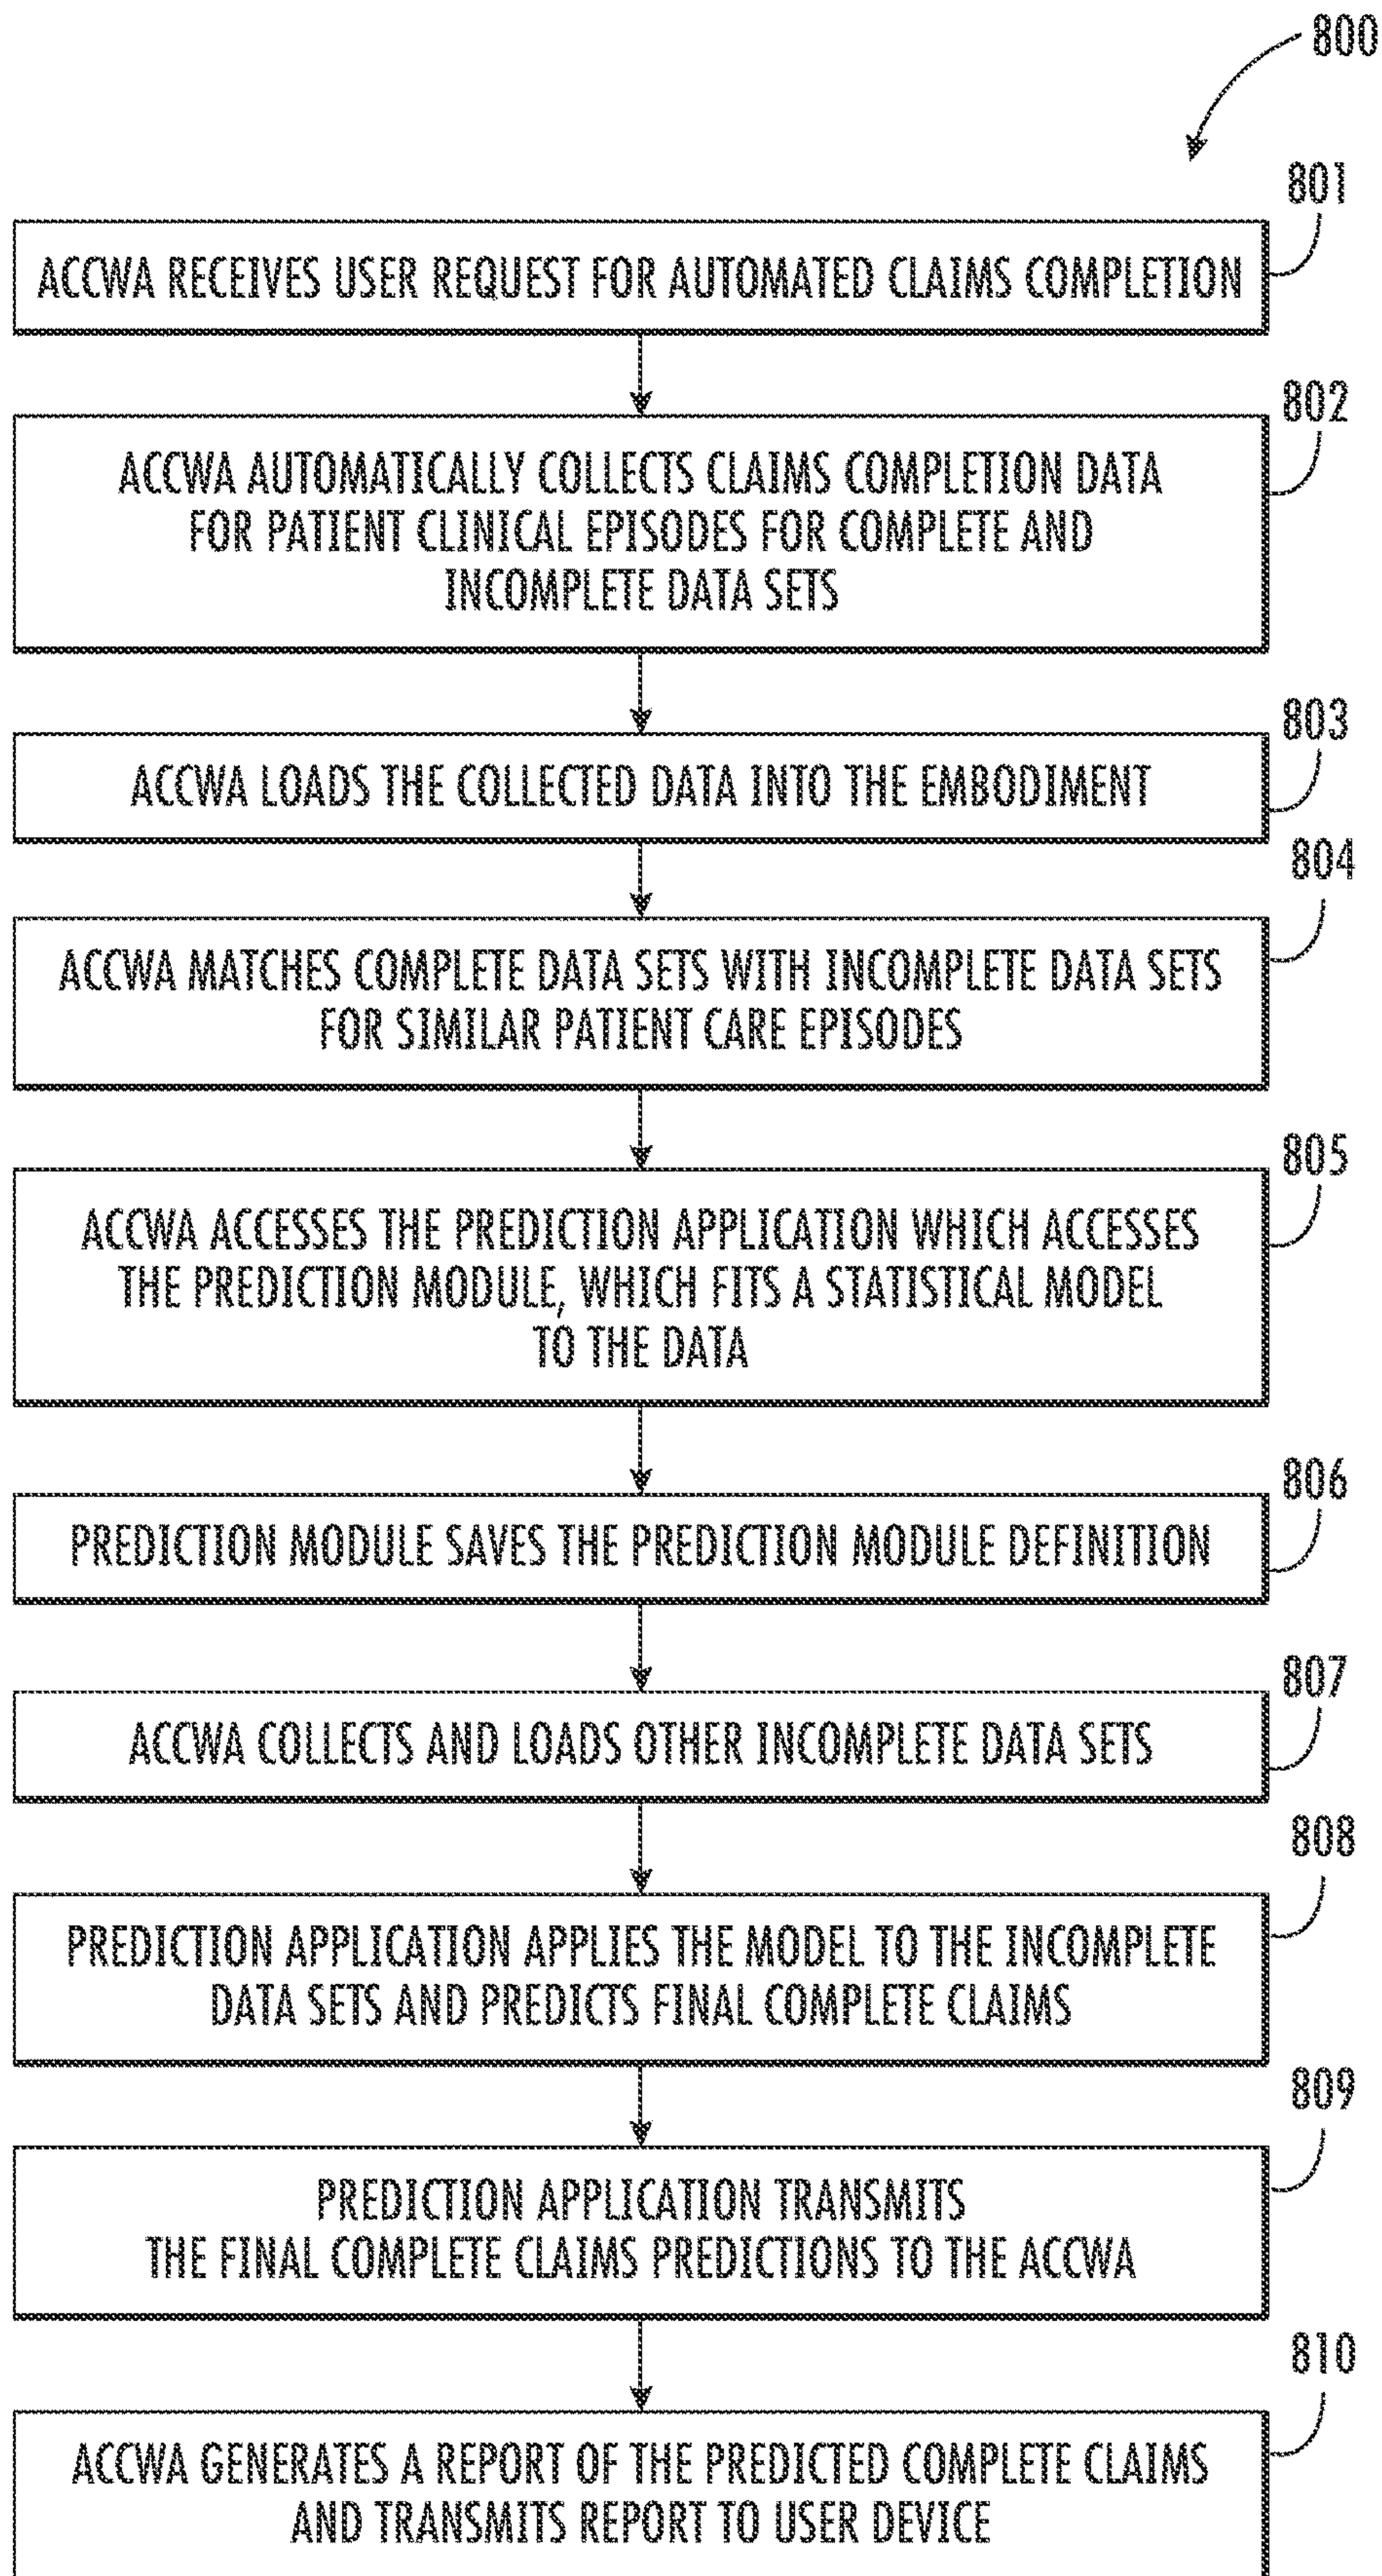 800
801
ACCWA RECEIVES USER REQUEST FOR AUTOMATED CLAIMS COMPLETION
802
ACCWA AUTOMATICALLY COLLECTS CLAIMS COMPLETION DATA
FOR PATIENT CLINICAL EPISODES FOR COMPLETE AND
INCOMPLETE DATA SETS
803
ACCWA LOADS THE COLLECTED DATA INTO THE EMBODIMENT
804
ACCWA MATCHES COMPLETE DATA SETS WITH INCOMPLETE DATA SETS
FOR SIMILAR PATIENT CARE EPISODES
805
ACCWA ACCESSES THE PREDICTION APPLICATION WHICH ACCESSES
THE PREDICTION MODULE, WHICH FITS A STATISTICAL MODEL
TO THE DATA
806
PREDICTION MODULE SAVES THE PREDICTION MODULE DEFINITION
807
ACCWA COLLECTS AND LOADS OTHER INCOMPLETE DATA SETS
808
PREDICTION APPLICATION APPLIES THE MODEL TO THE INCOMPLETE
DATA SETS AND PREDICTS FINAL COMPLETE CLAIMS
809
PREDICTION APPLICATION TRANSMITS
THE FINAL COMPLETE CLAIMS PREDICTIONS TO THE ACCWA
810
ACCWA GENERATES A REPORT OF THE PREDICTED COMPLETE CLAIMS
AND TRANSMITS REPORT TO USER DEVICE